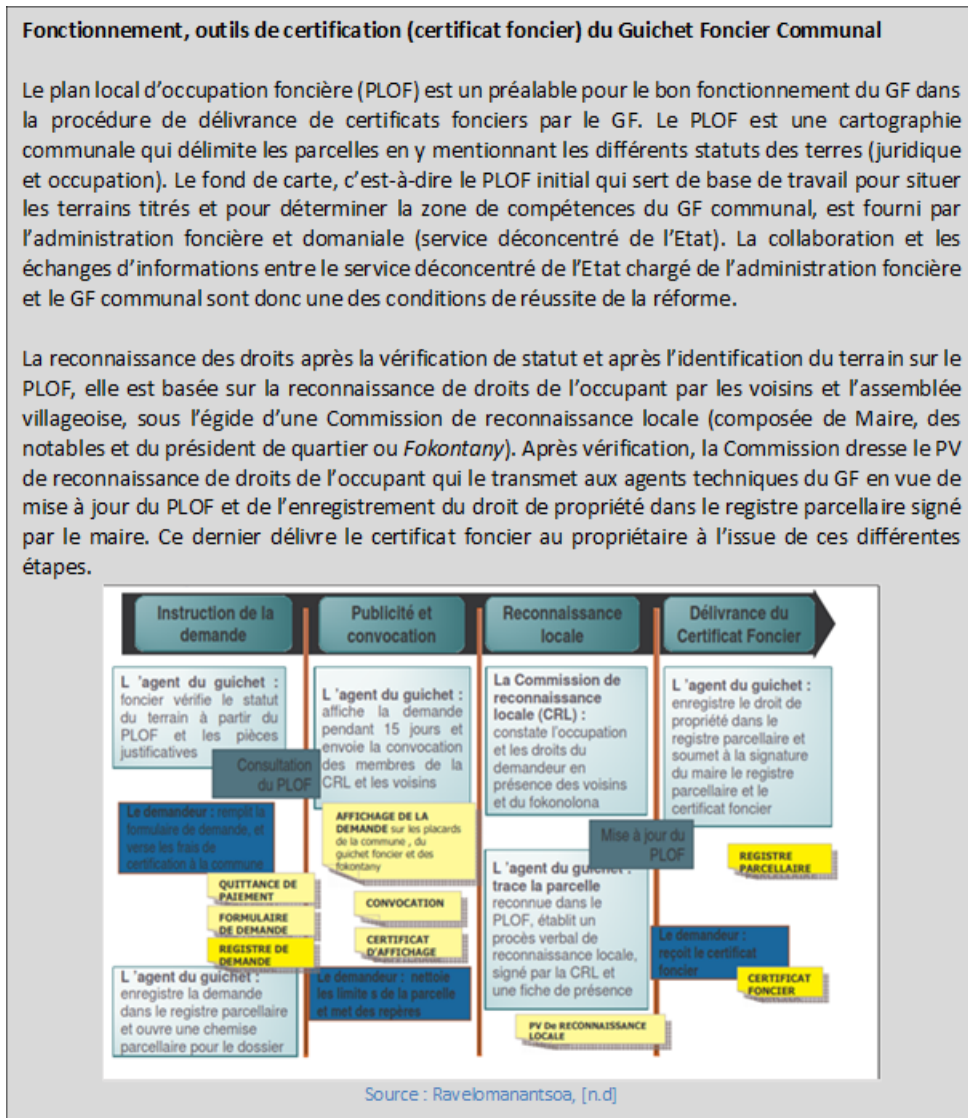 Fonctionnement, outils de certification (certificat foncier) du Guichet Foncier Communal
Le plan local d’occupation foncière (PLOF) est un préalable pour le bon fonctionnement du GF dans
la procédure de délivrance de certificats fonciers par le GF. Le PLOF est une cartographie
communale qui délimite les parcelles en y mentionnant les différents statuts des terres (juridique
et occupation). Le fond de carte, c’est-à-dire le PLOF initial qui sert de base de travail pour situer
les terrains titrés et pour déterminer la zone de compétences du GF communal, est fourni par
l’administration foncière et domaniale (service déconcentré de l’Etat). La collaboration et les
échanges d’informations entre le service déconcentré de l’Etat chargé de l’administration foncière
et le GF communal sont donc une des conditions de réussite de la réforme.
La reconnaissance des droits après la vérification de statut et après l’identification du terrain sur le
PLOF, elle est basée sur la reconnaissance de droits de l’occupant par les voisins et l’assemblée
villageoise, sous l’égide d’une Commission de reconnaissance locale (composée de Maire, des
notables et du président de quartier ou Fokontany). Après vérification, la Commission dresse le PV
de reconnaissance de droits de l’occupant qui le transmet aux agents techniques du GF en vue de
mise à jour du PLOF et de l’enregistrement du droit de propriété dans le registre parcellaire signé
par le maire. Ce dernier délivre le certificat foncier au propriétaire à l’issue de ces différentes
étapes.
Instruction de la
demande
L ’agent du guichet :
foncier vérifie le statut
du terrain à partir du
PLOF et les pièces
justificatives
Consultation
du PLOF
Le demandeur : remplit la
formulaire de demande, et
verse les frais de
certification à la commune
QUITTANCE DE
PAIEMENT
FORMULAIRE
DE DEMANDE
REGISTRE DE
DEMANDE
L ’agent du guichet :
enregistre la demande
dans le registre parcellaire
et ouvre une chemise
parcellaire pour le dossier
Publicité et
convocation
L ’agent du guichet :
affiche la demande
pendant 15 jours et
envoie la convocation
des membres de la
CRL et les voisins
AFFICHAGE DE LA
DEMANDE sur les placards
de la commune , du
guichet foncier et des
fokontany
CONVOCATION
CERTIFICAT
D’AFFICHAGE
Le demandeur : nettoie
les limite s de la parcelle
et met des repères
Reconnaissance
locale
La Commission de
reconnaissance
locale (CRL) :
constate l’occupation
et les droits du
demandeur en
présence des voisins
et du fokonolona
Mise à jour du
PLOF
L ’agent du guichet :
trace la parcelle
reconnue dans le
PLOF, établit un
procès verbal de
reconnaissance locale,
signé par la CRL et
une fiche de présence
PV De RECONNAISSANCE
LOCALE
Délivrance du
Certificat Foncier
L ’agent du guichet :
enregistre le droit de
propriété dans le
registre parcellaire et
soumet à la signature
du maire le registre
parcellaire et le
certificat foncier
REGISTRE
PARCELLAIRE
Le demandeur :
reçoit le certificat
foncier
CERTIFICAT
FONCIER
Source : Ravelomanantsoa, [n.d]